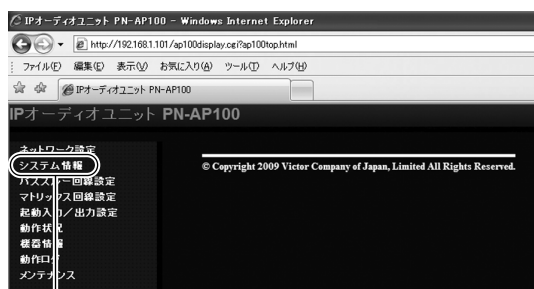 IPオーディオユニット PN-AP100 - Windows Internet Explorer
http://192.168.1.101/ap100display.cgi?ap100top.html
ファイル(F) 編集(E) 表示(V) お気に入り(A) ツール(T) ヘルプ(H)
IPオーディオユニット PN-AP100
IPオーディオユニット PN-AP100
ネットワーク設定
システム情報
© Copyright 2009 Victor Company of Japan, Limited All Rights Reserved.
パススルー回線設定
マトリックス回線設定
起動入力/出力設定
動作状況
機器情報
動作ログ
メンテナンス